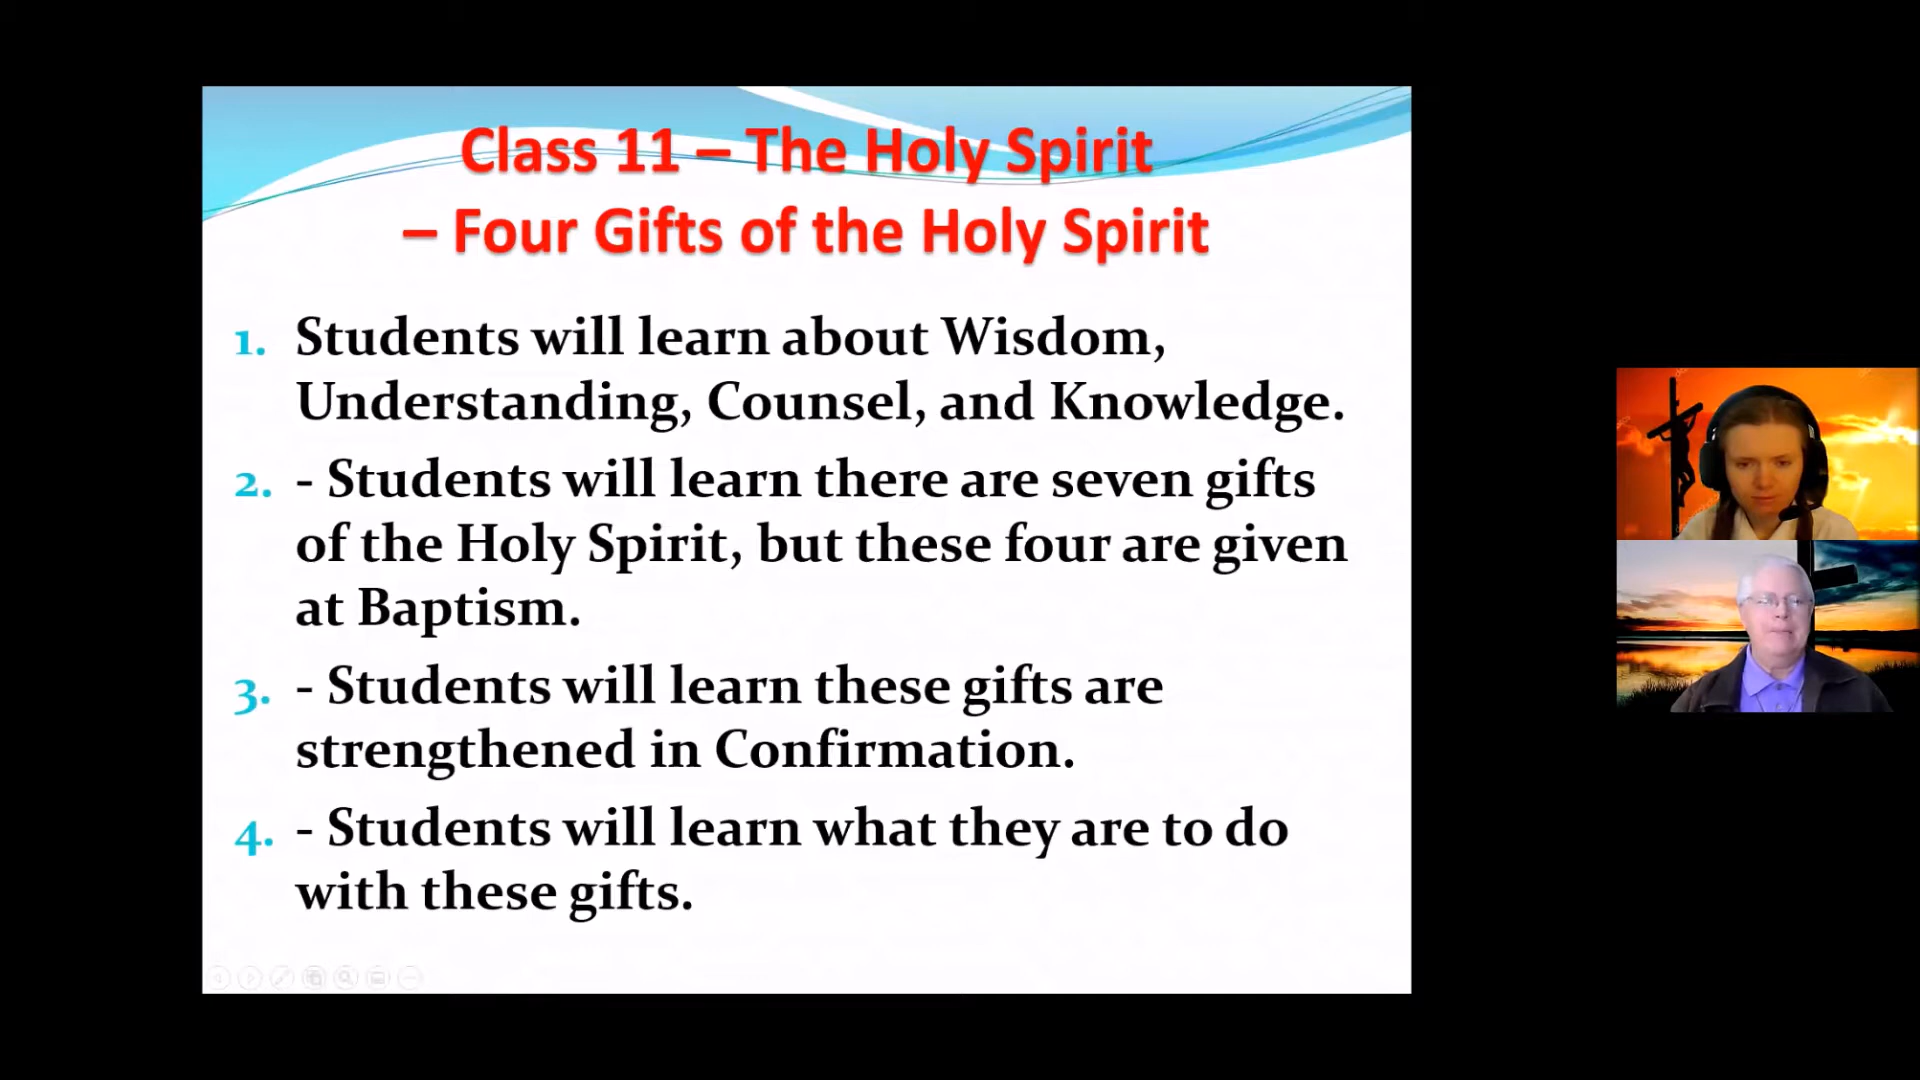 Class 11 – The Holy Spirit
– Four Gifts of the Holy Spirit
1. Students will learn about Wisdom,
Understanding, Counsel, and Knowledge.
2. - Students will learn there are seven gifts
of the Holy Spirit, but these four are given
at Baptism.
3. - Students will learn these gifts are
strengthened in Confirmation.
4. - Students will learn what they are to do
with these gifts.